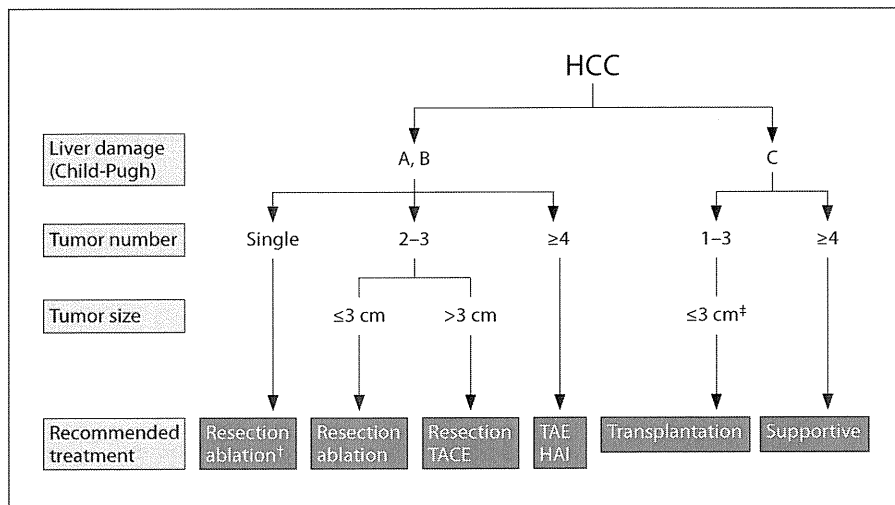 HCC
Liver damage
(Child-Pugh)
A, B
C
Tumor number
Single
2–3
≥4
1–3
≥4
Tumor size
≤3 cm
>3 cm
≤3 cm‡
Recommended
treatment
Resection
ablation†
Resection
ablation
Resection
TACE
TAE
HAI
Transplantation
Supportive